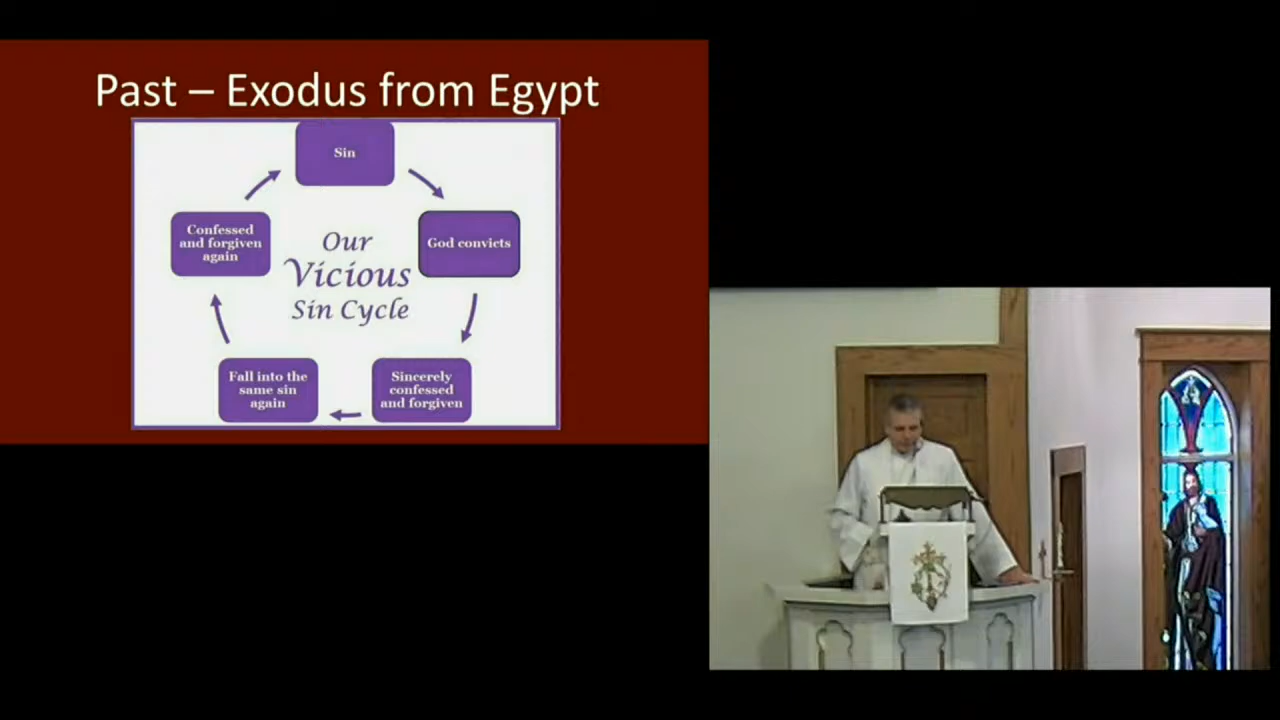 Past – Exodus from Egypt
Sin
God convicts
Sincerely
confessed
and forgiven
Fall into the
same sin
again
Confessed
and forgiven
again
Our
Vicious
Sin Cycle